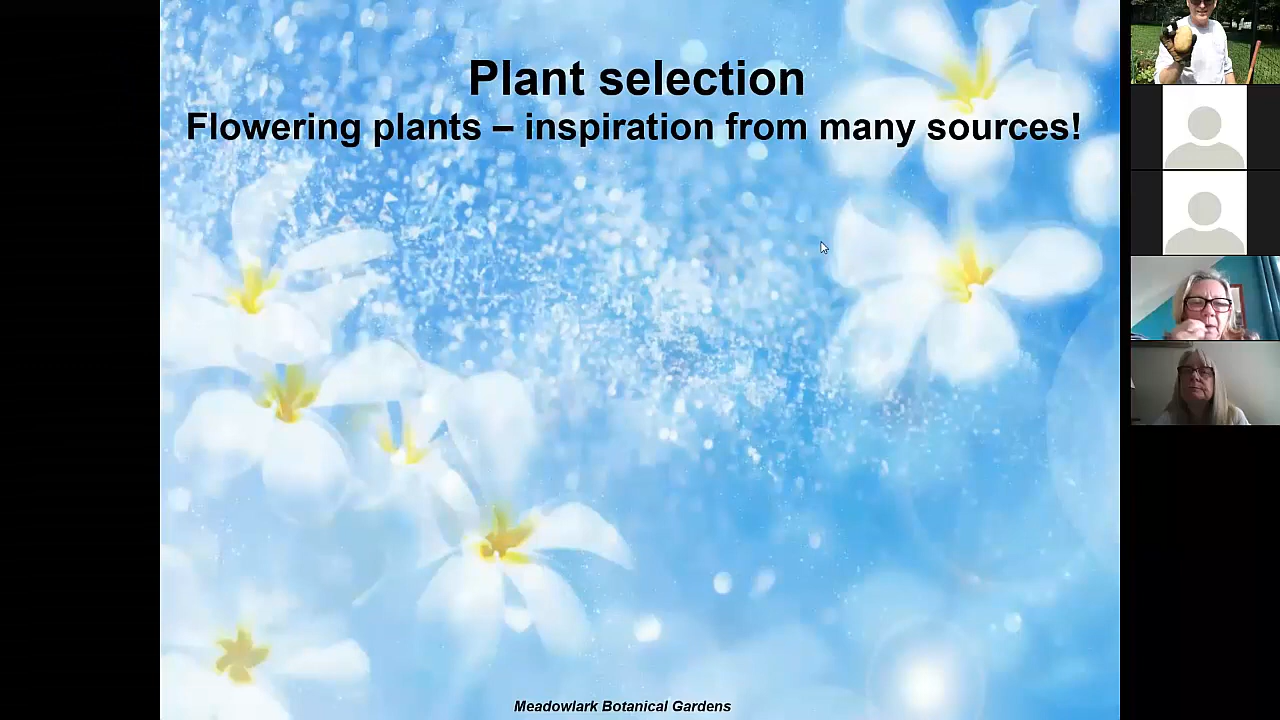 Plant selection
Flowering plants – inspiration from many sources!
Meadowlark Botanical Gardens